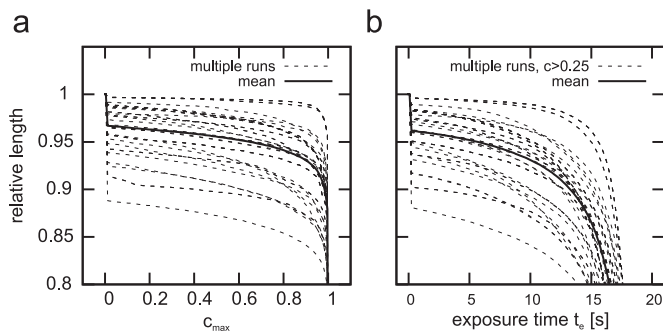 a
b
multiple runs
mean
multiple runs, c>0.25
mean
relative length
1
0.95
0.9
0.85
0.8
0 0.2 0.4 0.6 0.8 1
0 5 10 15 20
c_max
exposure time t_e [s]